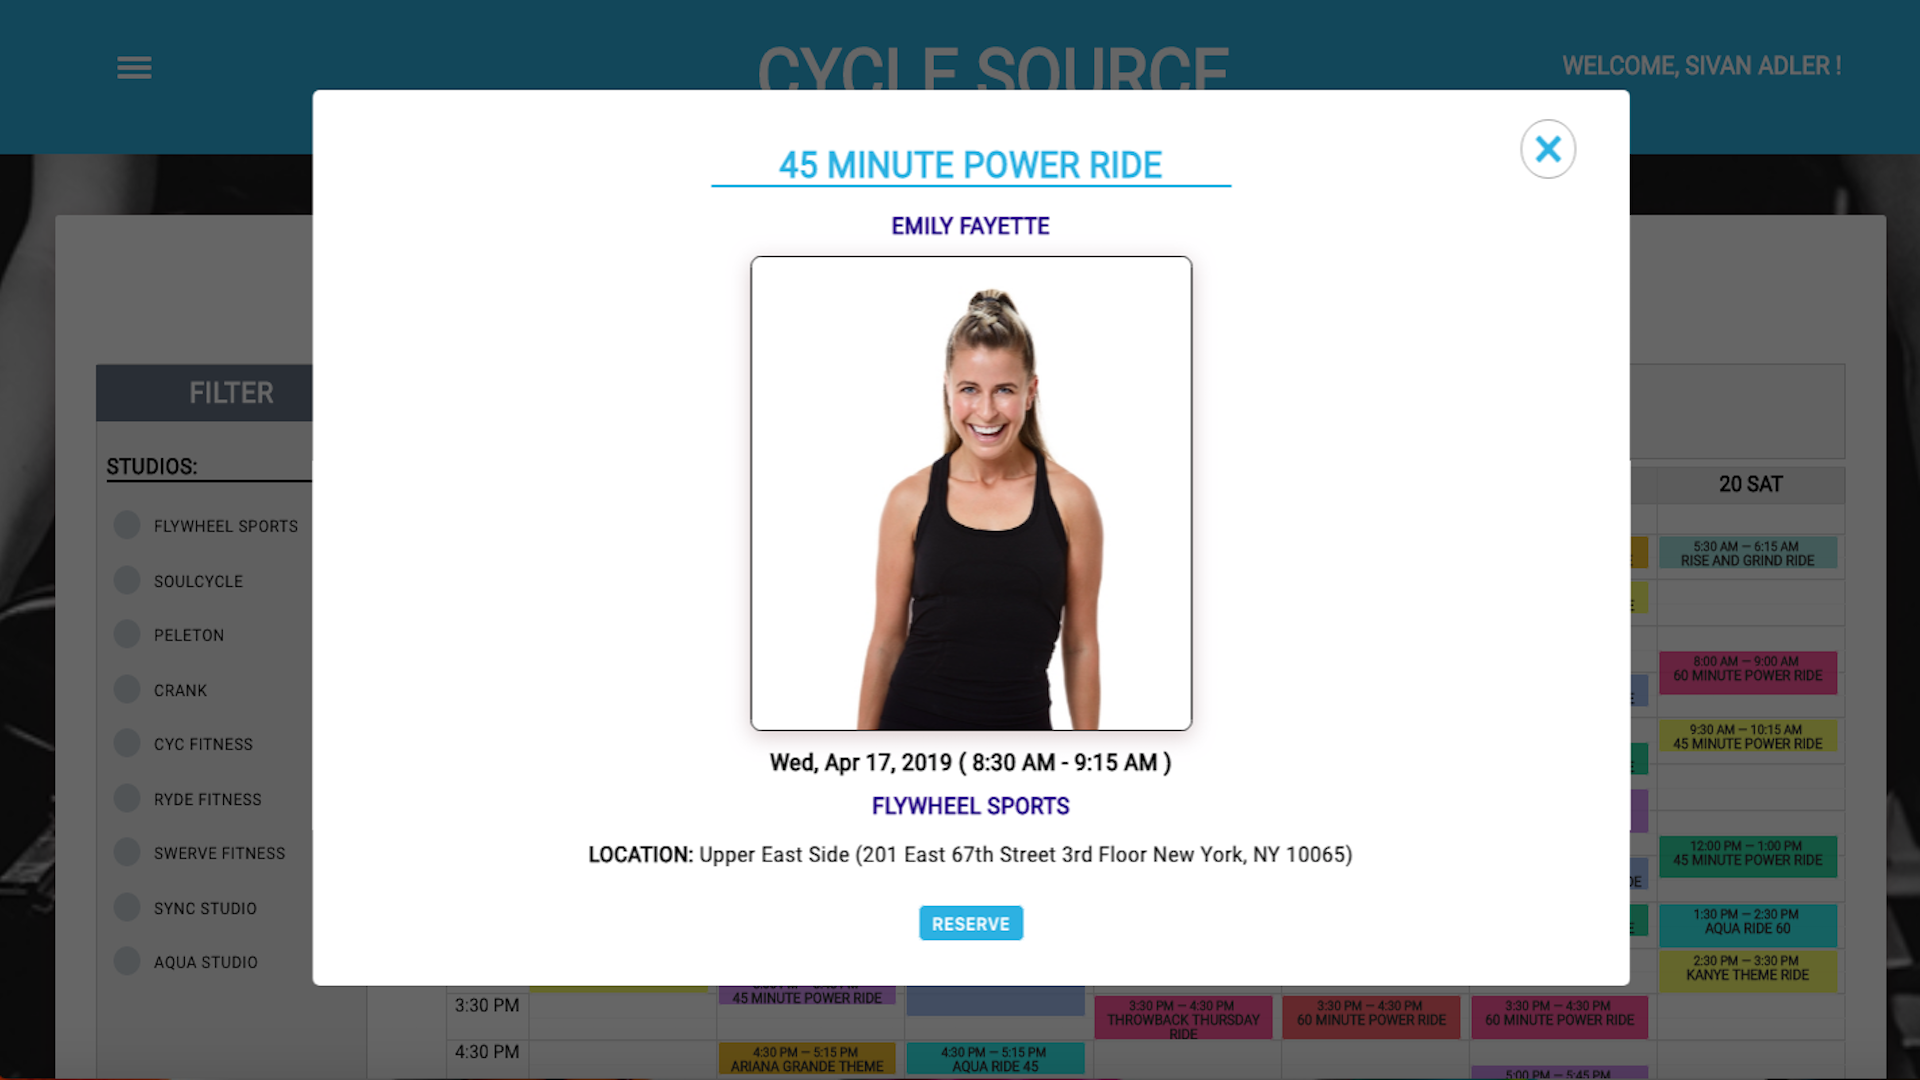 CYCLE SOURCE
WELCOME, SIVAN ADLER !
45 MINUTE POWER RIDE
EMILY FAYETTE
Wed, Apr 17, 2019 ( 8:30 AM - 9:15 AM )
FLYWHEEL SPORTS
LOCATION: Upper East Side (201 East 67th Street 3rd Floor New York, NY 10065)
RESERVE
FILTER
STUDIOS:
FLYWHEEL SPORTS
SOULCYCLE
PELETON
CRANK
CYC FITNESS
RYDE FITNESS
SWERVE FITNESS
SYNC STUDIO
AQUA STUDIO
20 SAT
5:30 AM – 6:15 AM
RISE AND GRIND RIDE
8:00 AM – 9:00 AM
60 MINUTE POWER RIDE
9:30 AM – 10:15 AM
45 MINUTE POWER RIDE
12:00 PM – 1:00 PM
45 MINUTE POWER RIDE
1:30 PM – 2:30 PM
AQUA RIDE 60
2:30 PM – 3:30 PM
KANYE THEME RIDE
3:30 PM
45 MINUTE POWER RIDE
3:30 PM – 4:30 PM
THROWBACK THURSDAY
RIDE
3:30 PM – 4:30 PM
60 MINUTE POWER RIDE
3:30 PM – 4:30 PM
60 MINUTE POWER RIDE
4:30 PM
4:30 PM – 5:15 PM
ARIANA GRANDE THEME
4:30 PM – 5:15 PM
AQUA RIDE 45
5:00 PM – 5:45 PM